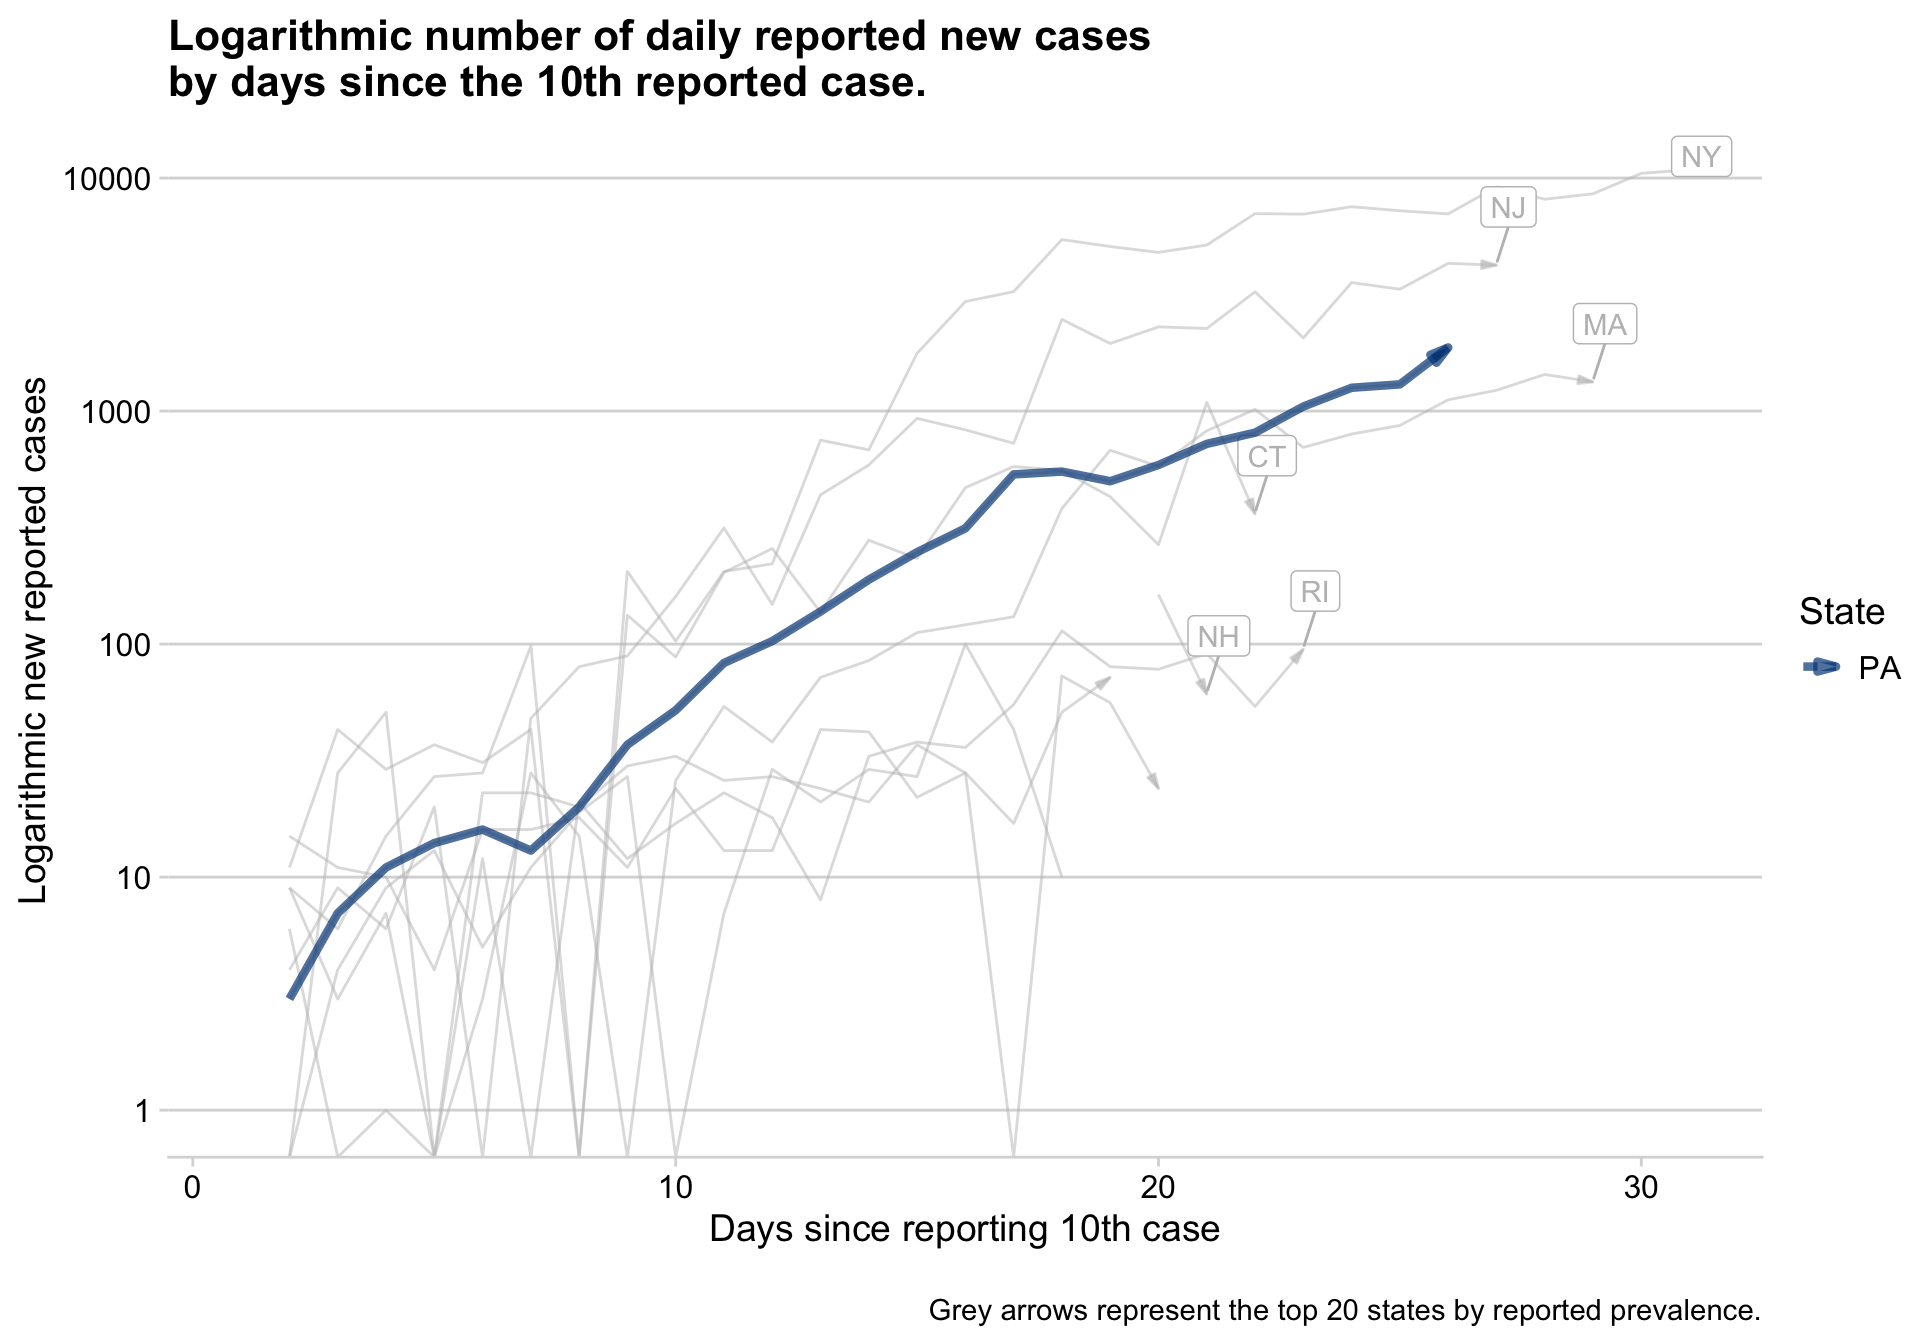 Logarithmic number of daily reported new cases
by days since the 10th reported case.
Logarithmic new reported cases
10000
1000
100
10
1
NY
NJ
MA
CT
RI
NH
State
PA
0
10
20
30
Days since reporting 10th case
Grey arrows represent the top 20 states by reported prevalence.